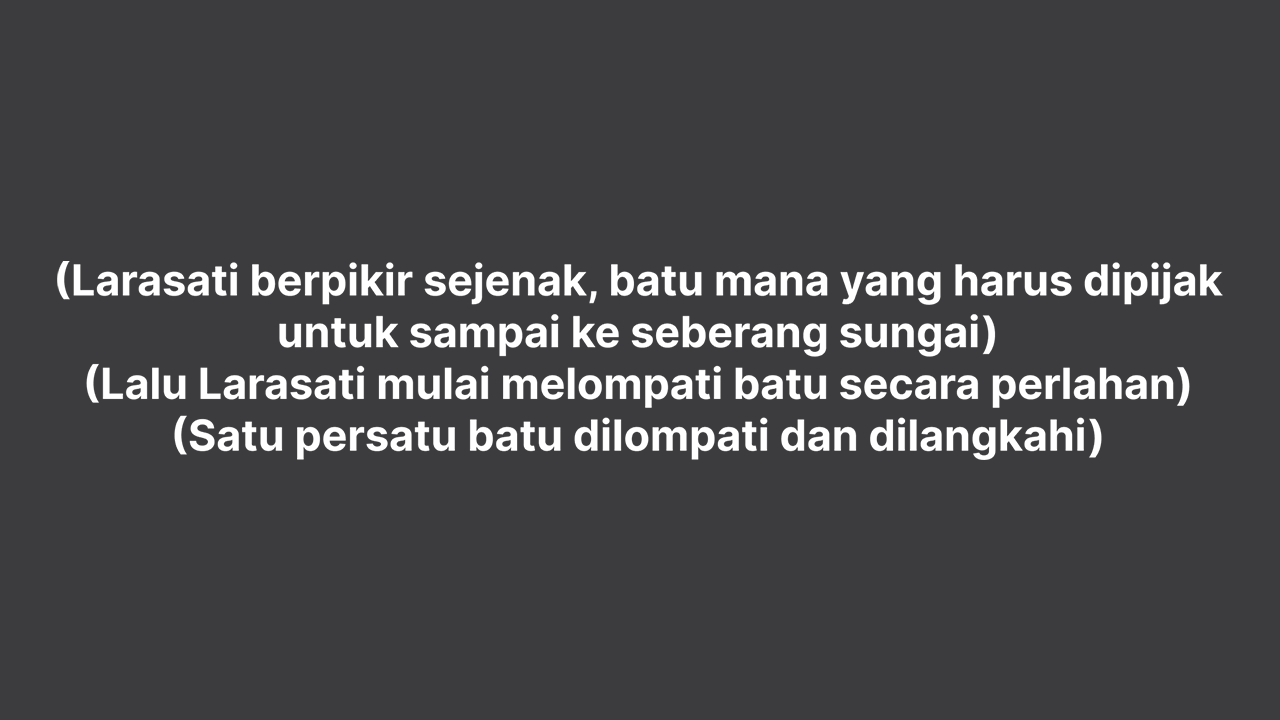 (Larasati berpikir sejenak, batu mana yang harus dipijak
untuk sampai ke seberang sungai)
(Lalu Larasati mulai melompati batu secara perlahan)
(Satu persatu batu dilompati dan dilangkahi)